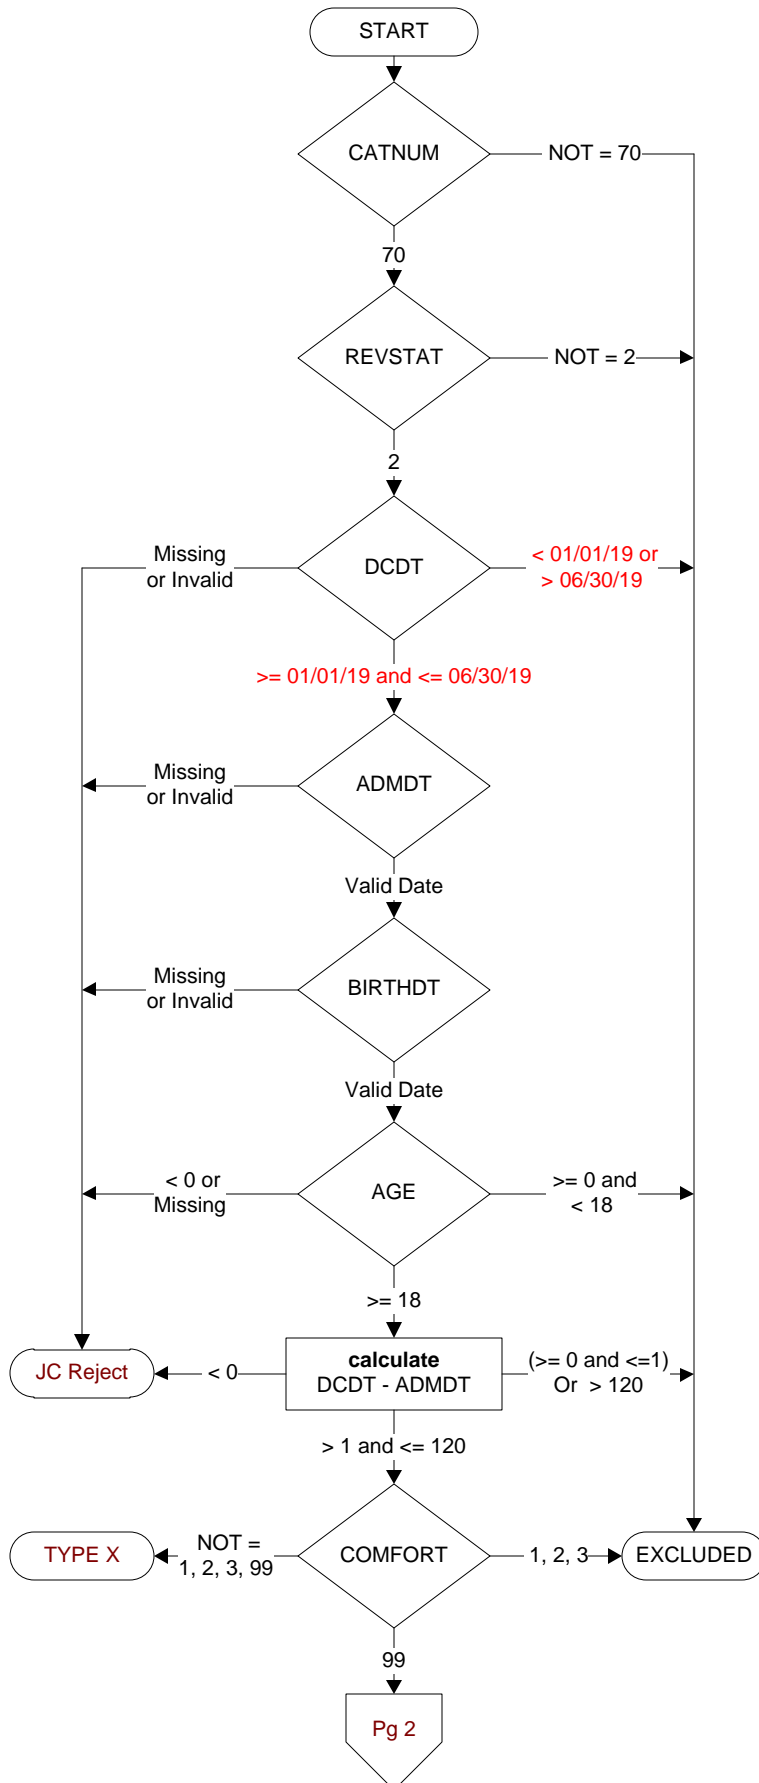 START
CATNUM
NOT = 70
70
REVSTAT
NOT = 2
2
Missing
or Invalid
DCDT
< 01/01/19 or
> 06/30/19
>= 01/01/19 and <= 06/30/19
Missing
or Invalid
ADMDT
Valid Date
Missing
or Invalid
BIRTHDT
Valid Date
< 0 or
Missing
AGE
>= 0 and
< 18
>= 18
JC Reject
< 0
calculate
DCDT - ADMDT
(>= 0 and <=1)
Or > 120
> 1 and <= 120
TYPE X
NOT =
1, 2, 3, 99
COMFORT
1, 2, 3
EXCLUDED
99
Pg 2